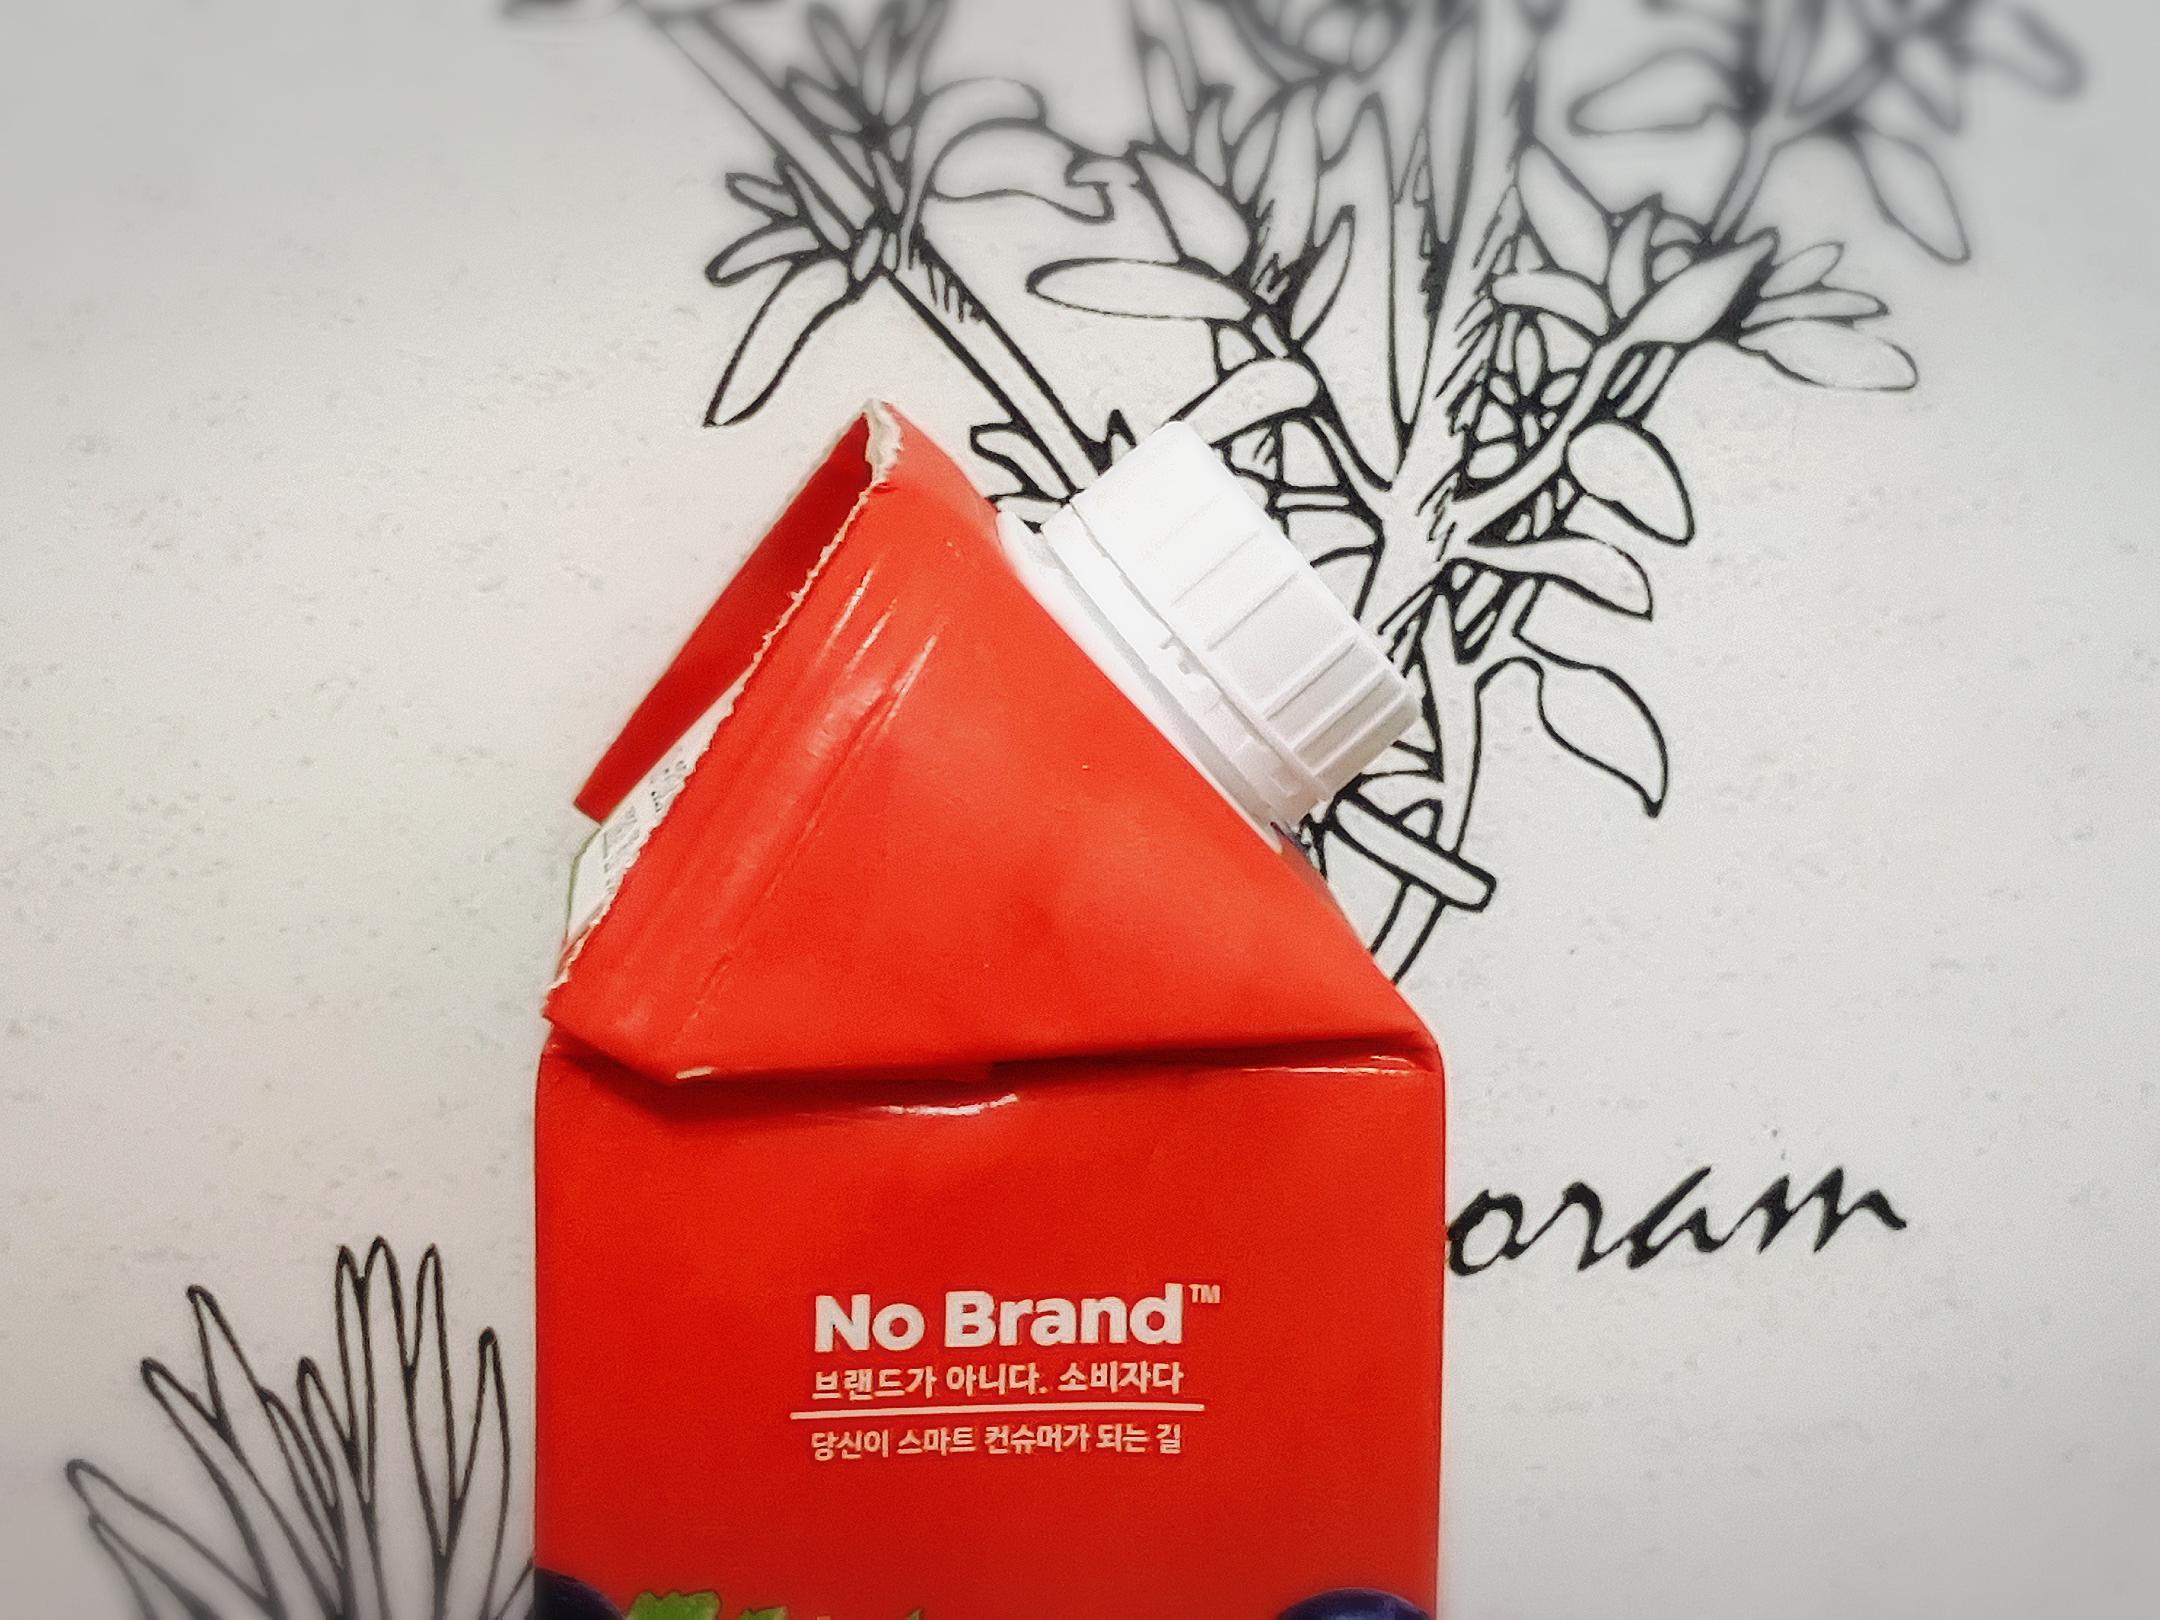 oram
No Brand™
브랜드가 아니다. 소비자다
당신이 스마트 컨슈머가 되는 길